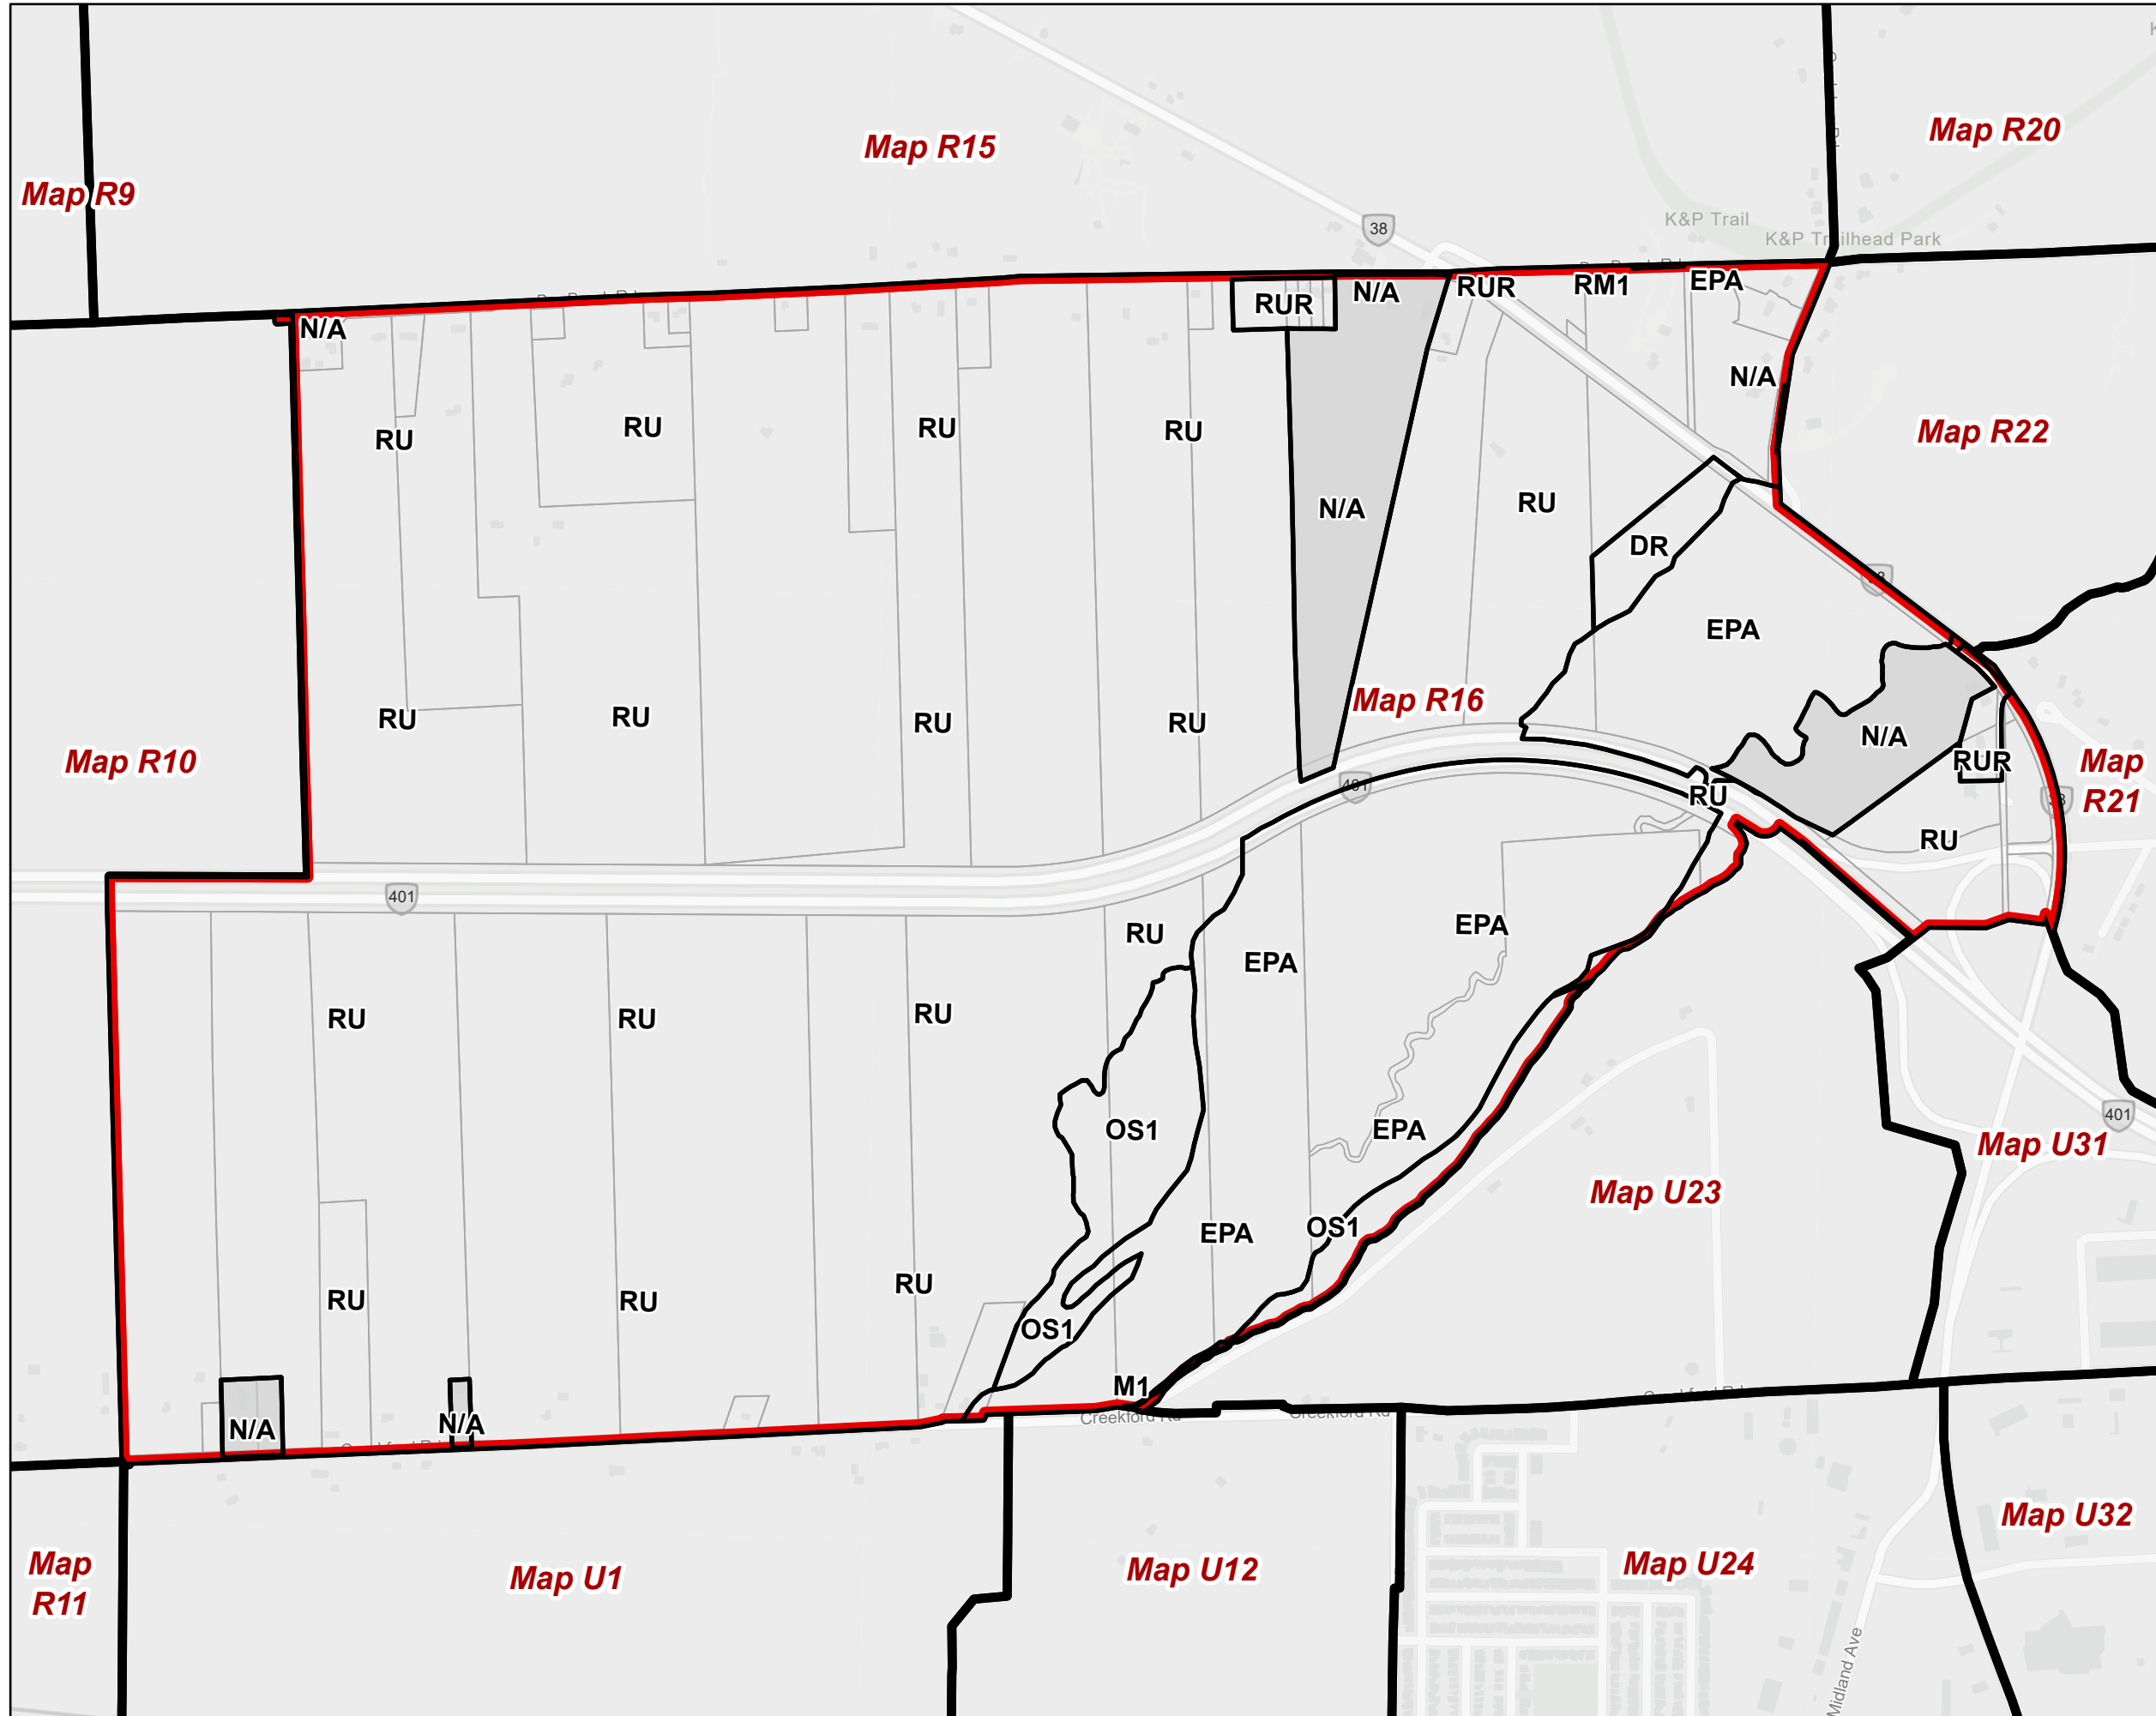 Map R15
Map R20
Map R9
K&P Trail
38
K&P Trailhead Park
N/A
RUR
N/A
RUR
RM1
EPA
N/A
RU
RU
RU
RU
Map R22
N/A
RU
DR
EPA
Map R16
RU
RU
RU
RU
N/A
Map R10
RUR
Map
R21
401
RU
38
RU
401
RU
EPA
EPA
RU
RU
RU
OS1
EPA
401
Map U31
Map U23
EPA
OS1
RU
RU
RU
OS1
M1
N/A
N/A
Creekford Rd
Creekford Rd
Map U32
Map
R11
Map U1
Map U12
Map U24
Midland Ave